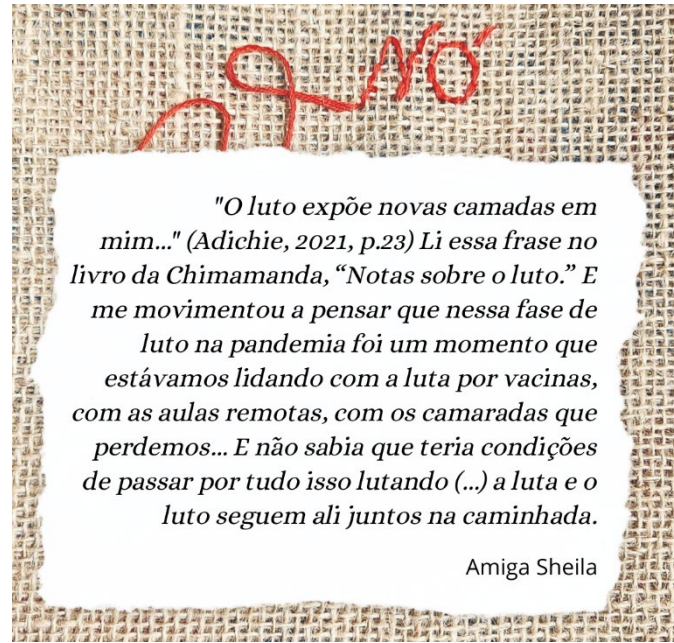 NÓ
"O luto expõe novas camadas em
mim..." (Adichie, 2021, p.23) Li essa frase no
livro da Chimamanda, “Notas sobre o luto.” E
me movimentou a pensar que nessa fase de
luto na pandemia foi um momento que
estávamos lidando com a luta por vacinas,
com as aulas remotas, com os camaradas que
perdemos... E não sabia que teria condições
de passar por tudo isso lutando (...) a luta e o
luto seguem ali juntos na caminhada.
Amiga Sheila